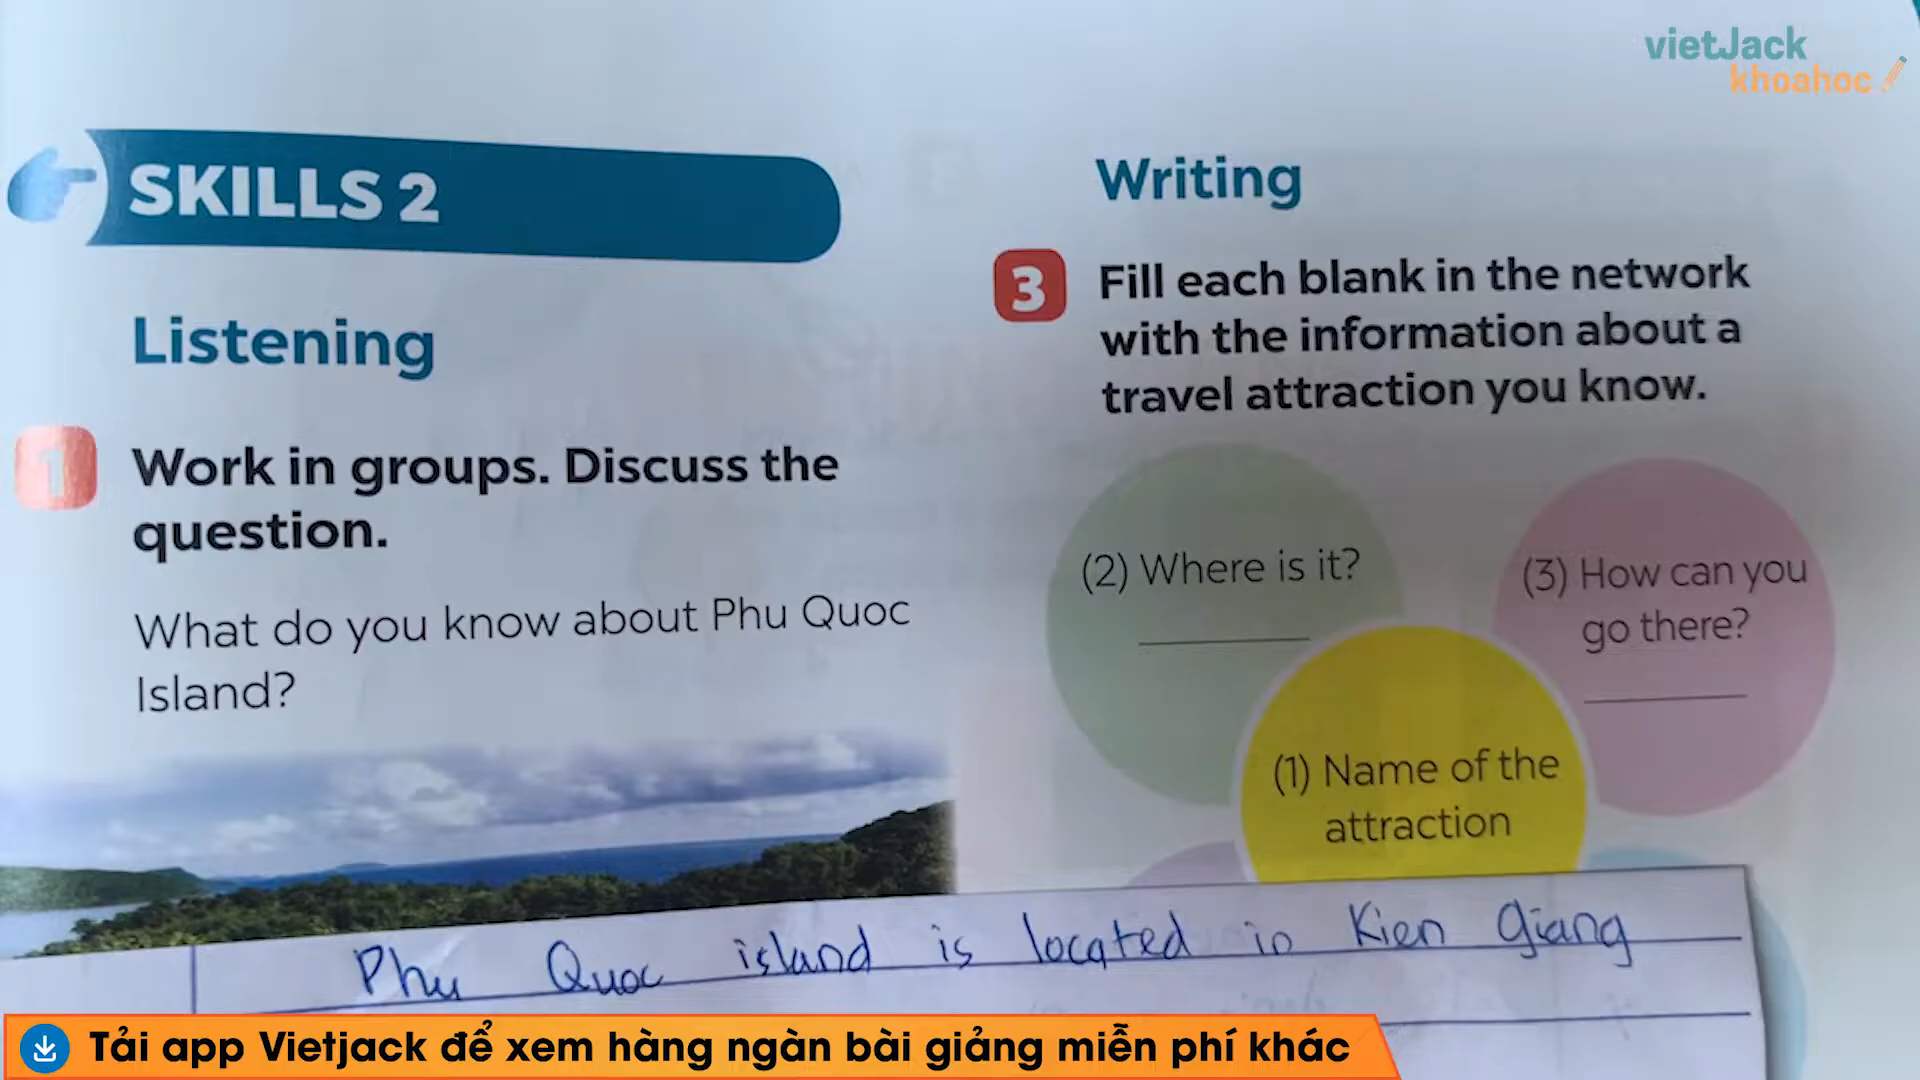 vietJack
khoahoc
SKILLS 2
Listening
1 Work in groups. Discuss the
question.
What do you know about Phu Quoc
Island?
Writing
3 Fill each blank in the network
with the information about a
travel attraction you know.
(2) Where is it?
(3) How can you
go there?
(1) Name of the
attraction
Phu Quoc island is located in Kien Giang
Tải app Vietjack để xem hàng ngàn bài giảng miễn phí khác